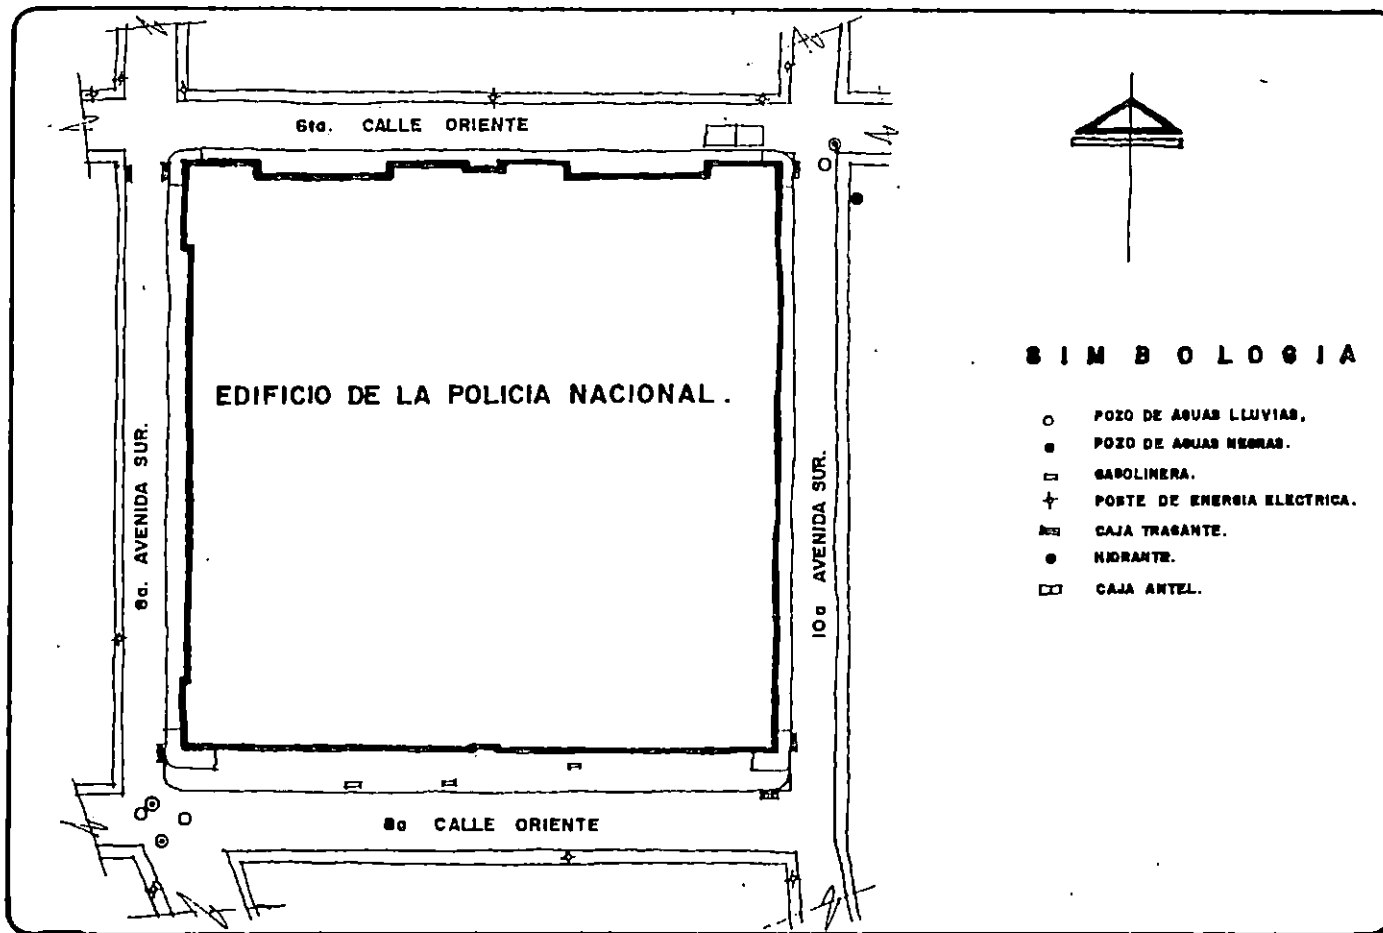 6ta. CALLE ORIENTE
EDIFICIO DE LA POLICIA NACIONAL.
8a. AVENIDA SUR.
10a AVENIDA SUR.
8a CALLE ORIENTE
SIMBOLOGIA
POZO DE AGUAS LLUVIAS,
POZO DE AGUAS NEGRAS.
GASOLINERA.
POSTE DE ENERGIA ELECTRICA.
CAJA TRAGANTE.
HIDRANTE.
CAJA ANTEL.